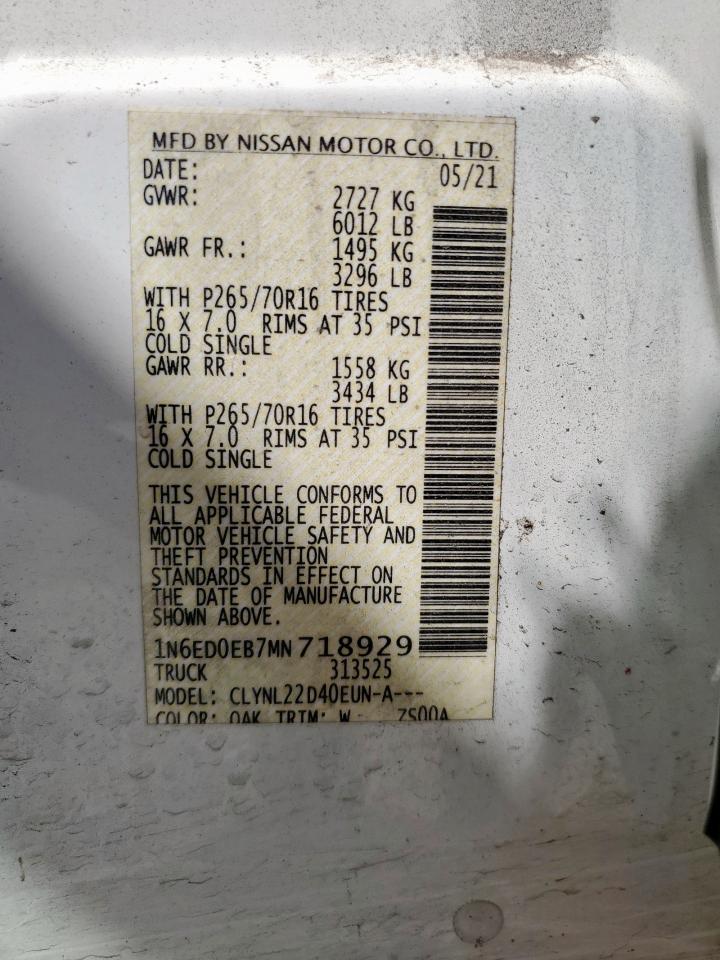 MFD BY NISSAN MOTOR CO., LTD.
DATE: 05/21
GVWR: 2727 KG
6012 LB
GAWR FR.: 1495 KG
3296 LB
WITH P265/70R16 TIRES
16 X 7.0 RIMS AT 35 PSI
COLD SINGLE
GAWR RR.: 1558 KG
3434 LB
WITH P265/70R16 TIRES
16 X 7.0 RIMS AT 35 PSI
COLD SINGLE
THIS VEHICLE CONFORMS TO
ALL APPLICABLE FEDERAL
MOTOR VEHICLE SAFETY AND
THEFT PREVENTION
STANDARDS IN EFFECT ON
THE DATE OF MANUFACTURE
SHOWN ABOVE.
1N6ED0EB7MN718929
TRUCK 313525
MODEL: CLYNL22D40EUN-A---
COLOR: QAK TRIM: W ZS00A